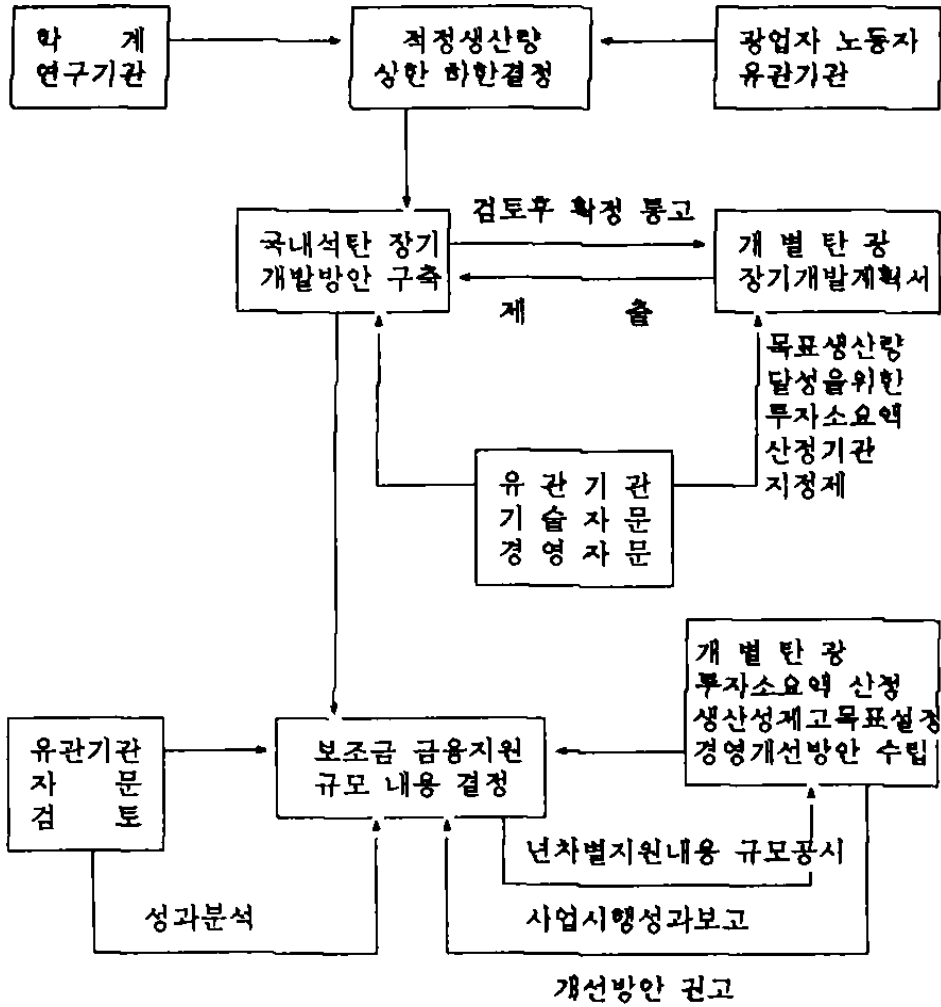 학 계
연구기관
적정생산량
상한 하한결정
광업자 노동자
유관기관
국내석탄 장기
개발방안 구축
검토후 확정 통고
제 출
개 별 탄 광
장기개발계획서
목표생산량
달성을위한
투자소요액
산정기관
지정제
유 관 기 관
기 술 자 문
경 영 자 문
개 별 탄 광
투자소요액 산정
생산성제고목표설정
경영개선방안 수립
유관기관
자 문
검 토
보조금 금융지원
규모 내용 결정
년차별지원내용 규모공시
성과분석
사업시행성과보고
개선방안 권고